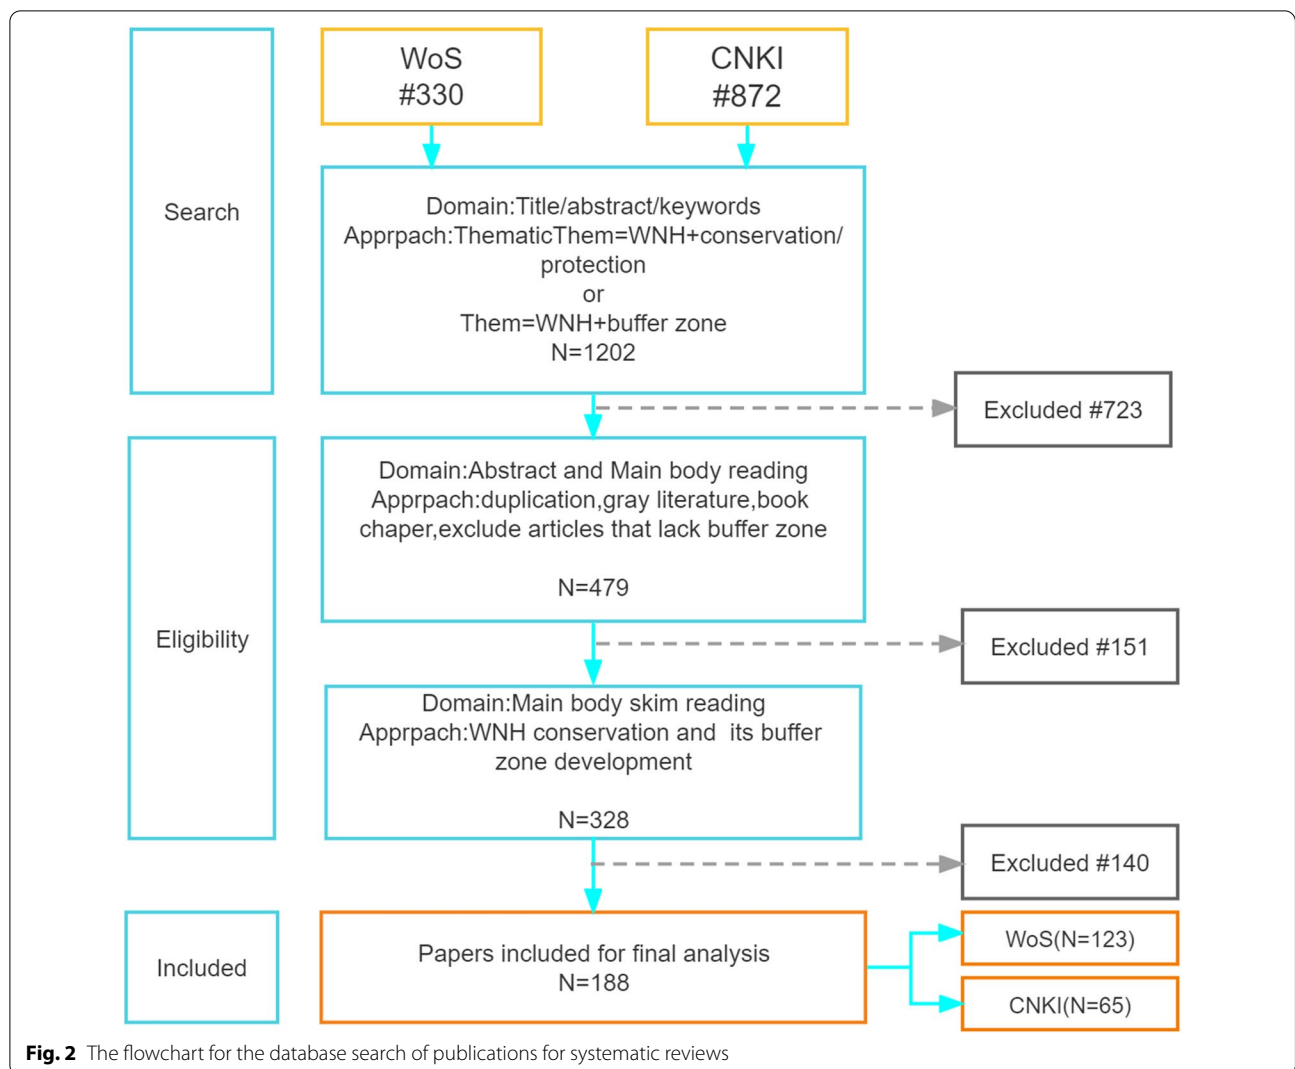 WoS
#330
CNKI
#872
Search
Domain:Title/abstract/keywords
Apprpach:ThematicThem=WNH+conservation/
protection
or
Them=WNH+buffer zone
N=1202
Excluded #723
Eligibility
Domain:Abstract and Main body reading
Apprpach:duplication,gray literature,book
chaper,exclude articles that lack buffer zone
N=479
Excluded #151
Domain:Main body skim reading
Apprpach:WNH conservation and its buffer
zone development
N=328
Excluded #140
Included
Papers included for final analysis
N=188
WoS(N=123)
CNKI(N=65)
Fig. 2 The flowchart for the database search of publications for systematic reviews